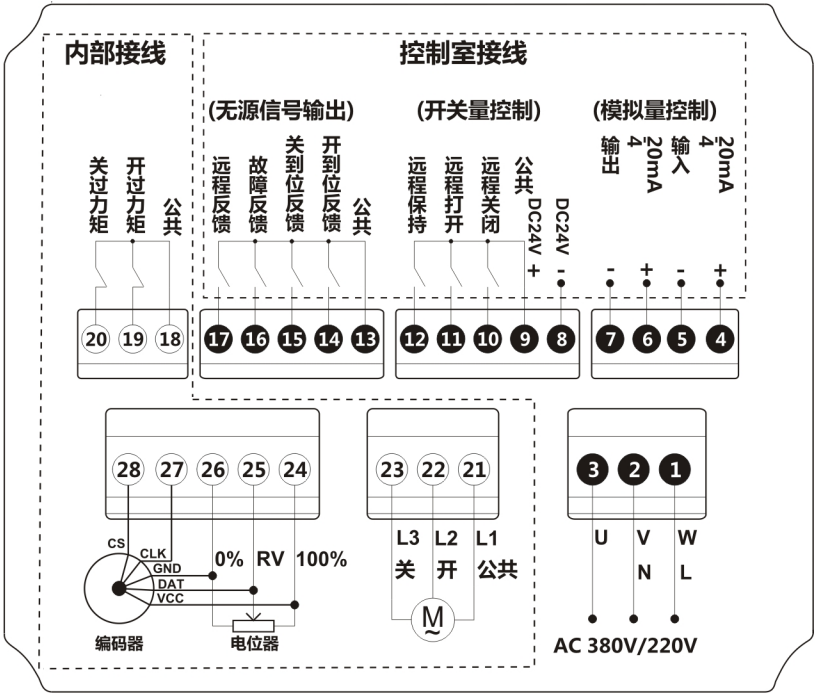 内部接线
控制室接线
(无源信号输出)
(开关量控制)
(模拟量控制)
关过力矩
开过力矩
公共
远程反馈
故障反馈
关到位反馈
开到位反馈
公共
远程保持
远程打开
远程关闭
公共
DC24V
+
DC24V
-
输出
4-20mA
输入
4-20mA
- + - +
20 19 18
17 16 15 14 13
12 11 10 9 8
7 6 5 4
28 27 26 25 24
23 22 21
3 2 1
CS
CLK
GND
DAT
VCC
0% RV 100%
编码器
电位器
L3 L2 L1
关 开 公共
M
~
U V W
N L
AC 380V/220V